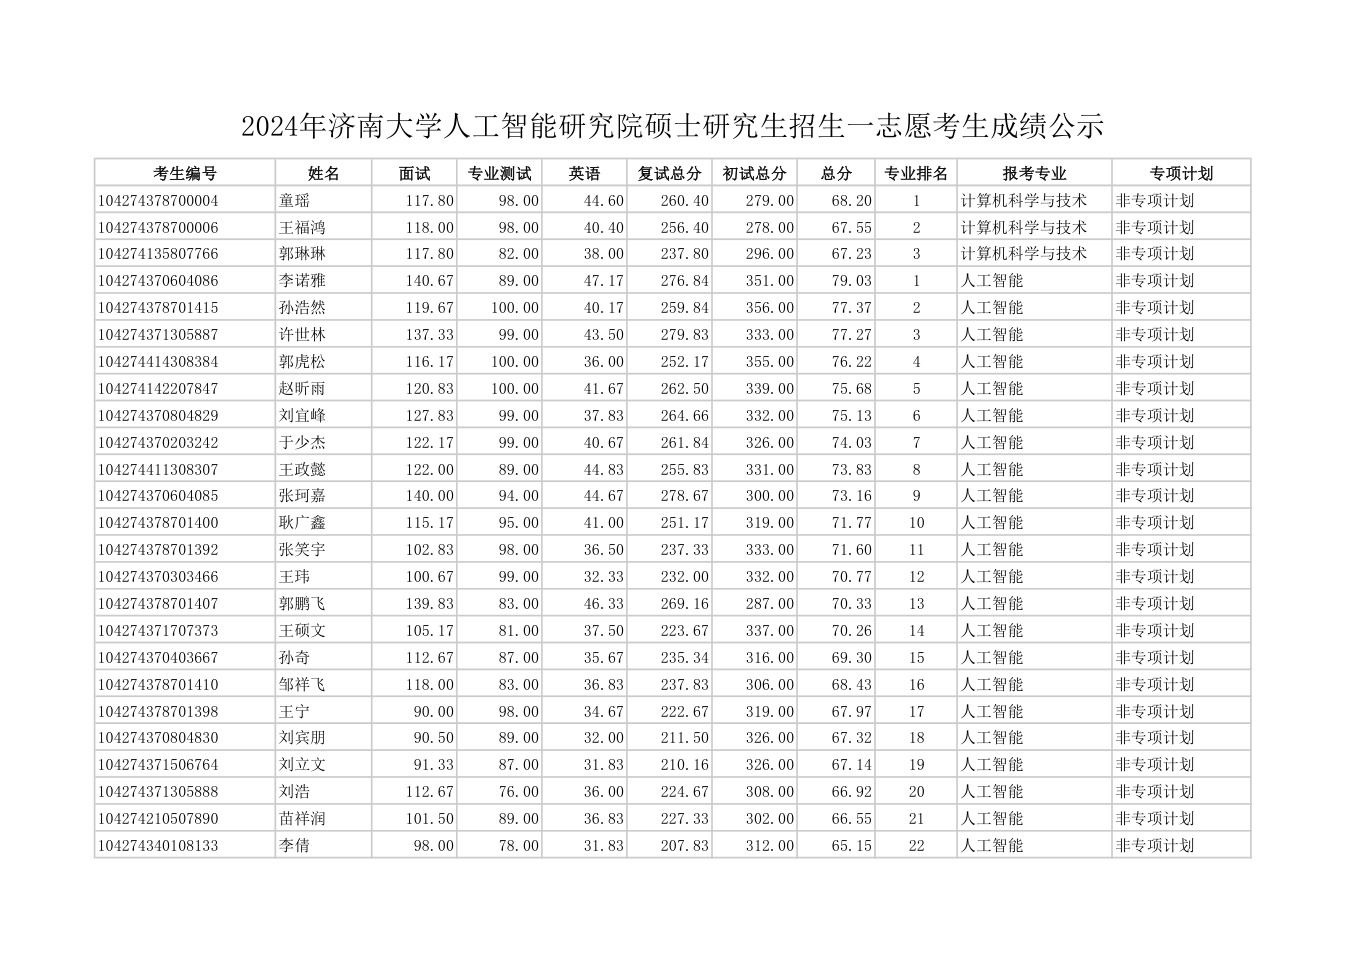 2024年济南大学人工智能研究院硕士研究生招生一志愿考生成绩公示
考生编号 姓名 面试 专业测试 英语 复试总分 初试总分 总分 专业排名 报考专业 专项计划
104274378700004 童瑶 117.80 98.00 44.60 260.40 279.00 68.20 1 计算机科学与技术 非专项计划
104274378700006 王福鸿 118.00 98.00 40.40 256.40 278.00 67.55 2 计算机科学与技术 非专项计划
104274135807766 郭琳琳 117.80 82.00 38.00 237.80 296.00 67.23 3 计算机科学与技术 非专项计划
104274370604086 李诺雅 140.67 89.00 47.17 276.84 351.00 79.03 1 人工智能 非专项计划
104274378701415 孙浩然 119.67 100.00 40.17 259.84 356.00 77.37 2 人工智能 非专项计划
104274371305887 许世林 137.33 99.00 43.50 279.83 333.00 77.27 3 人工智能 非专项计划
104274414308384 郭虎松 116.17 100.00 36.00 252.17 355.00 76.22 4 人工智能 非专项计划
104274142207847 赵昕雨 120.83 100.00 41.67 262.50 339.00 75.68 5 人工智能 非专项计划
104274370804829 刘宜峰 127.83 99.00 37.83 264.66 332.00 75.13 6 人工智能 非专项计划
104274370203242 于少杰 122.17 99.00 40.67 261.84 326.00 74.03 7 人工智能 非专项计划
104274411308307 王政懿 122.00 89.00 44.83 255.83 331.00 73.83 8 人工智能 非专项计划
104274370604085 张珂嘉 140.00 94.00 44.67 278.67 300.00 73.16 9 人工智能 非专项计划
104274378701400 耿广鑫 115.17 95.00 41.00 251.17 319.00 71.77 10 人工智能 非专项计划
104274378701392 张笑宇 102.83 98.00 36.50 237.33 333.00 71.60 11 人工智能 非专项计划
104274370303466 王玮 100.67 99.00 32.33 232.00 332.00 70.77 12 人工智能 非专项计划
104274378701407 郭鹏飞 139.83 83.00 46.33 269.16 287.00 70.33 13 人工智能 非专项计划
104274371707373 王硕文 105.17 81.00 37.50 223.67 337.00 70.26 14 人工智能 非专项计划
104274370403667 孙奇 112.67 87.00 35.67 235.34 316.00 69.30 15 人工智能 非专项计划
104274378701410 邹祥飞 118.00 83.00 36.83 237.83 306.00 68.43 16 人工智能 非专项计划
104274378701398 王宁 90.00 98.00 34.67 222.67 319.00 67.97 17 人工智能 非专项计划
104274370804830 刘宾朋 90.50 89.00 32.00 211.50 326.00 67.32 18 人工智能 非专项计划
104274371506764 刘立文 91.33 87.00 31.83 210.16 326.00 67.14 19 人工智能 非专项计划
104274371305888 刘浩 112.67 76.00 36.00 224.67 308.00 66.92 20 人工智能 非专项计划
104274210507890 苗祥润 101.50 89.00 36.83 227.33 302.00 66.55 21 人工智能 非专项计划
104274340108133 李倩 98.00 78.00 31.83 207.83 312.00 65.15 22 人工智能 非专项计划